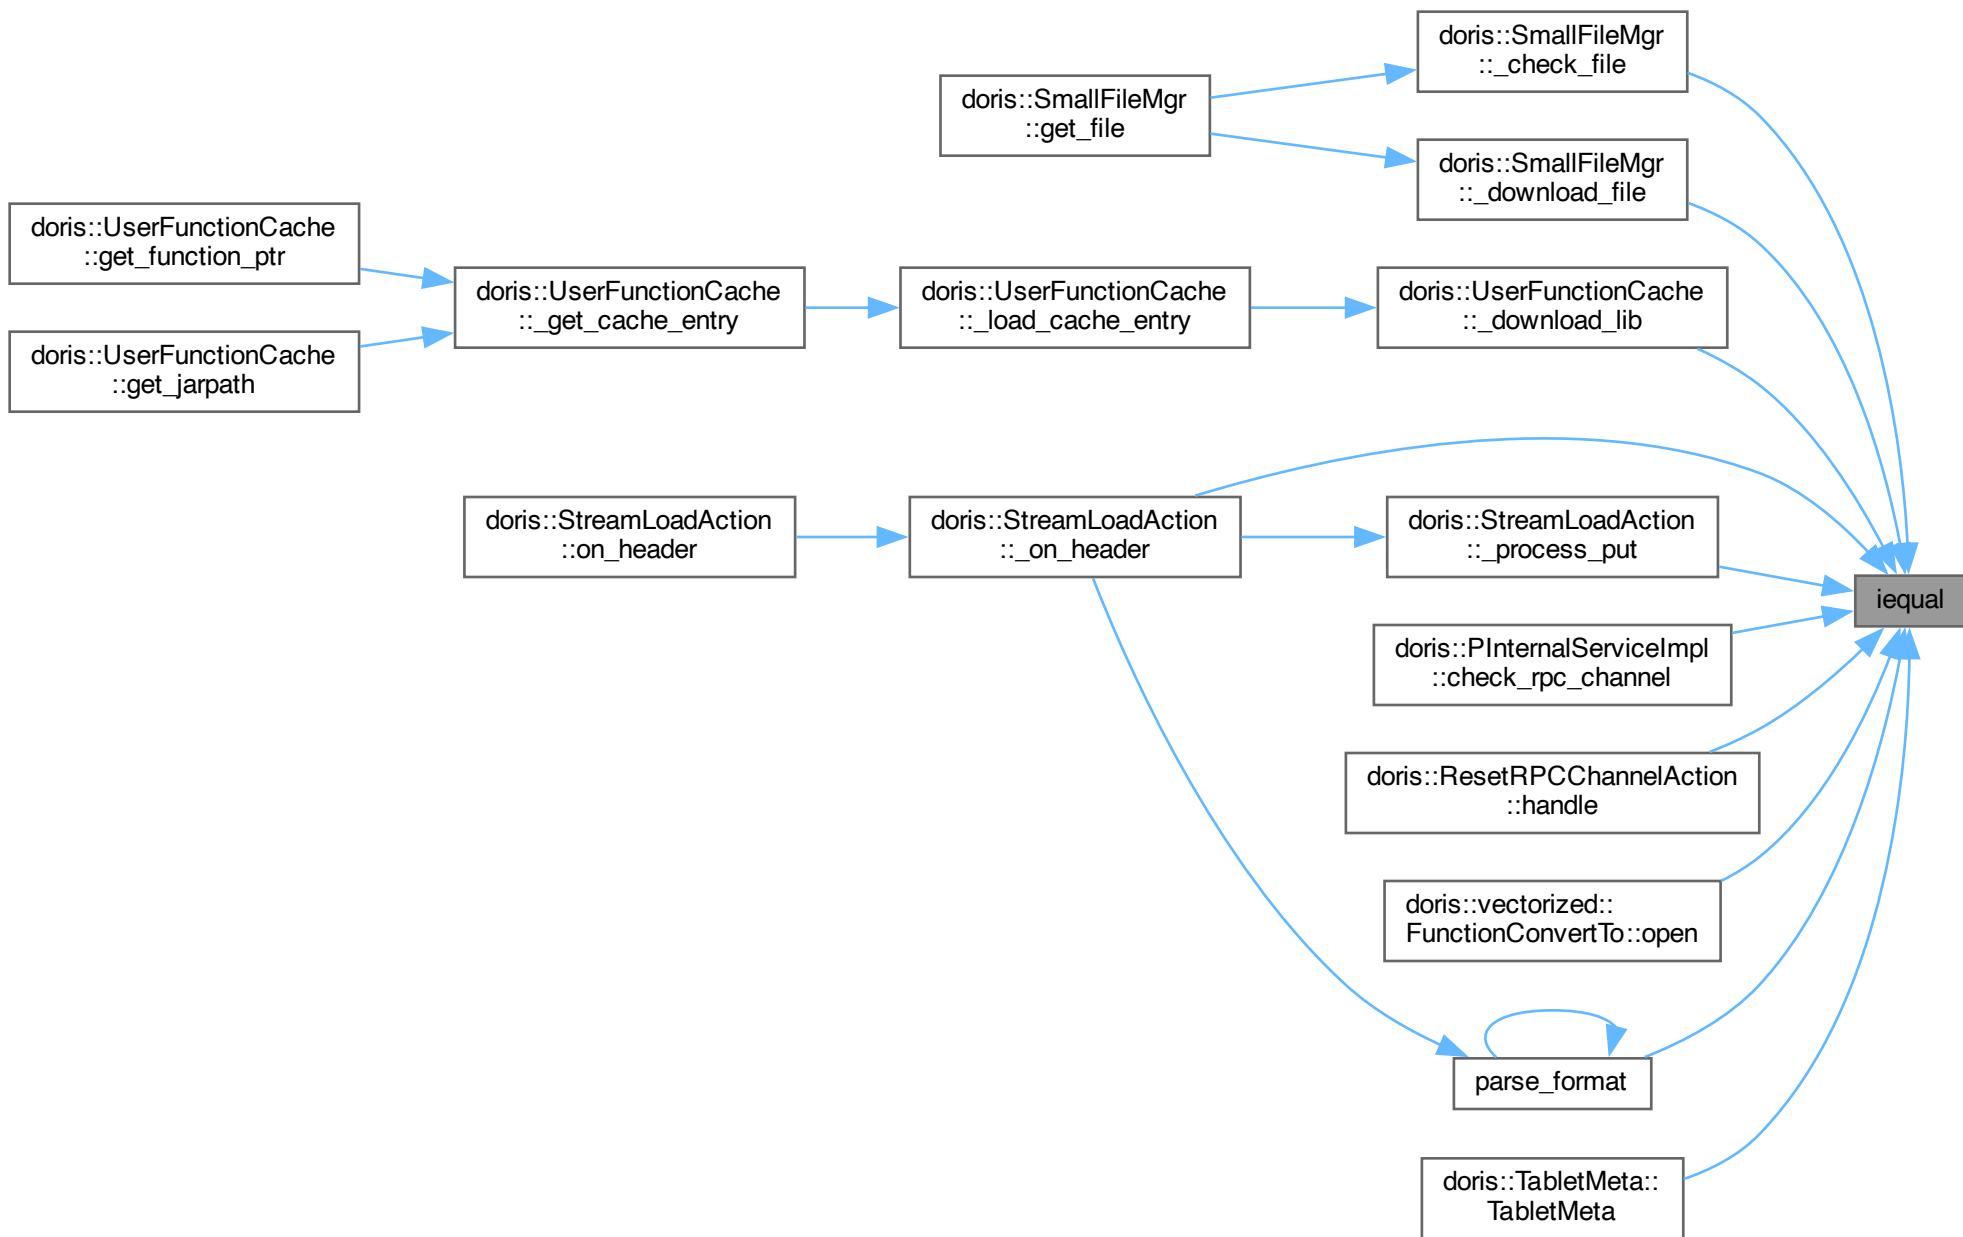 doris::SmallFileMgr
::_check_file
doris::SmallFileMgr
::get_file
doris::SmallFileMgr
::_download_file
doris::UserFunctionCache
::get_function_ptr
doris::UserFunctionCache
::_get_cache_entry
doris::UserFunctionCache
::_load_cache_entry
doris::UserFunctionCache
::_download_lib
doris::UserFunctionCache
::get_jarpath
doris::StreamLoadAction
::on_header
doris::StreamLoadAction
::_on_header
doris::StreamLoadAction
::_process_put
iequal
doris::PInternalServiceImpl
::check_rpc_channel
doris::ResetRPCChannelAction
::handle
doris::vectorized::
FunctionConvertTo::open
parse_format
doris::TabletMeta::
TabletMeta